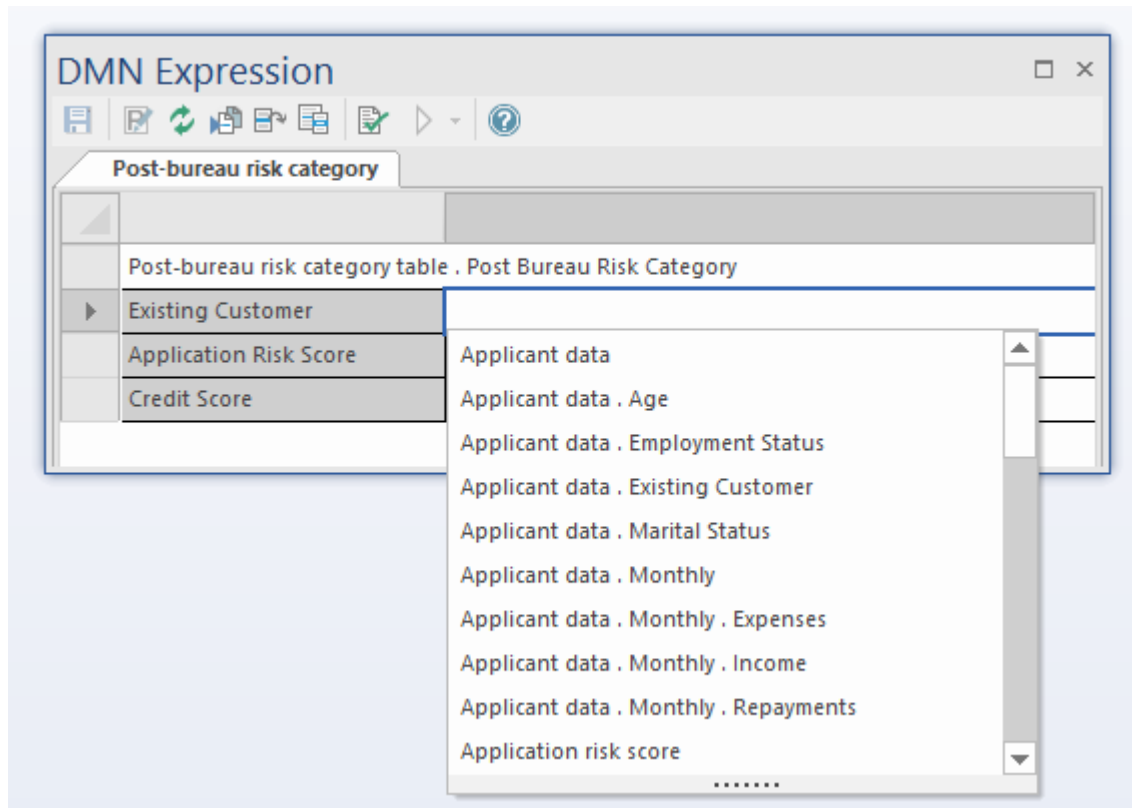 DMN Expression
Post-bureau risk category
Post-bureau risk category table . Post Bureau Risk Category
Existing Customer
Application Risk Score
Credit Score
Applicant data
Applicant data . Age
Applicant data . Employment Status
Applicant data . Existing Customer
Applicant data . Marital Status
Applicant data . Monthly
Applicant data . Monthly . Expenses
Applicant data . Monthly . Income
Applicant data . Monthly . Repayments
Application risk score